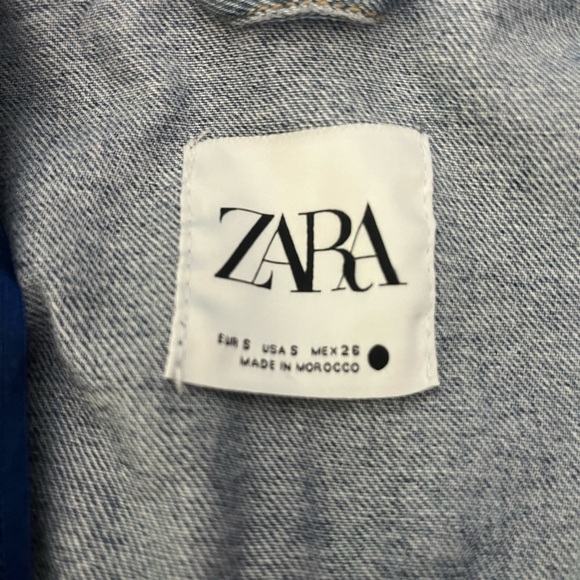 ZARA
EUR S USA S MEX 26
MADE IN MOROCCO